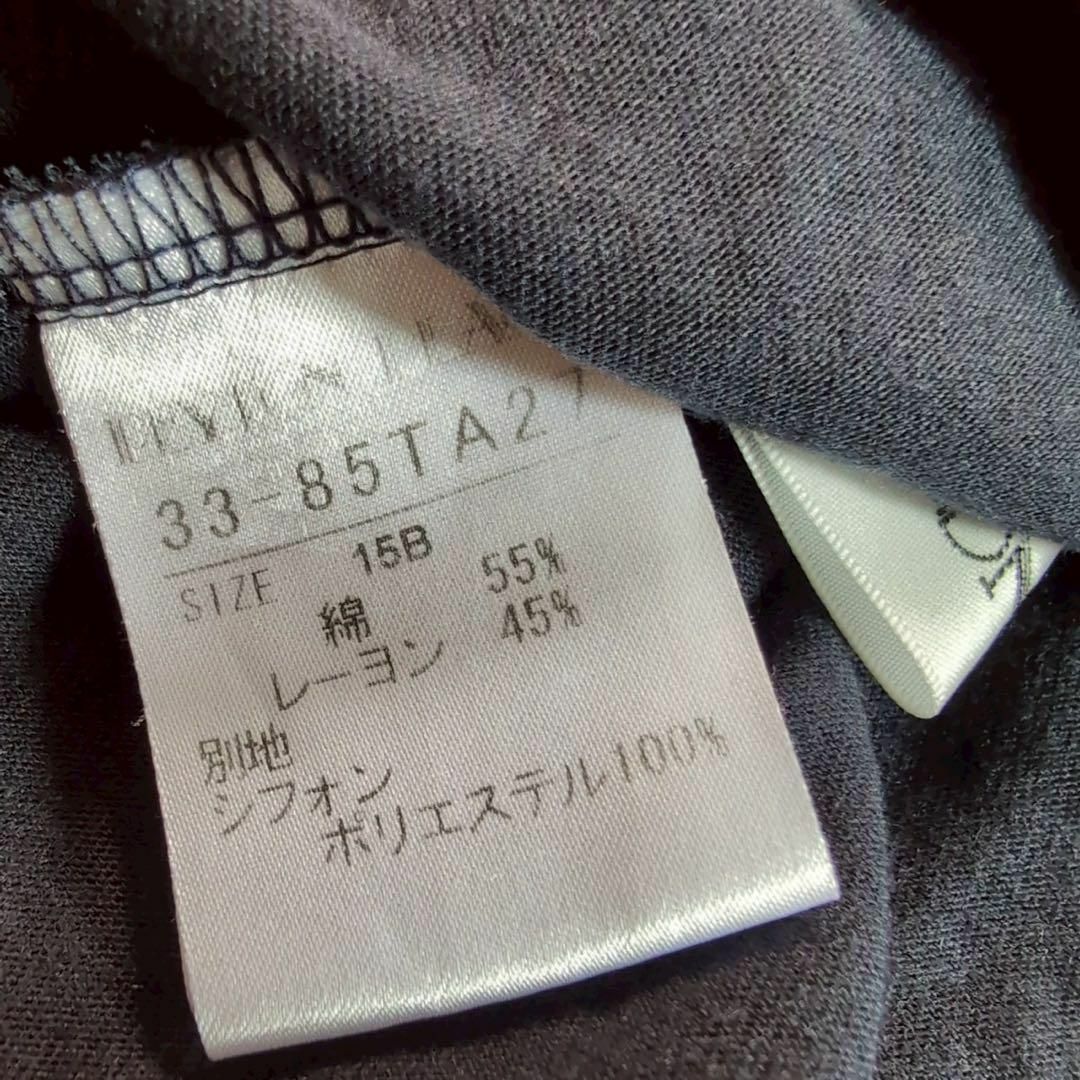 33-85TA27
SIZE 15B
綿 55%
レーヨン 45%
別地
シフォン
ポリエステル100%